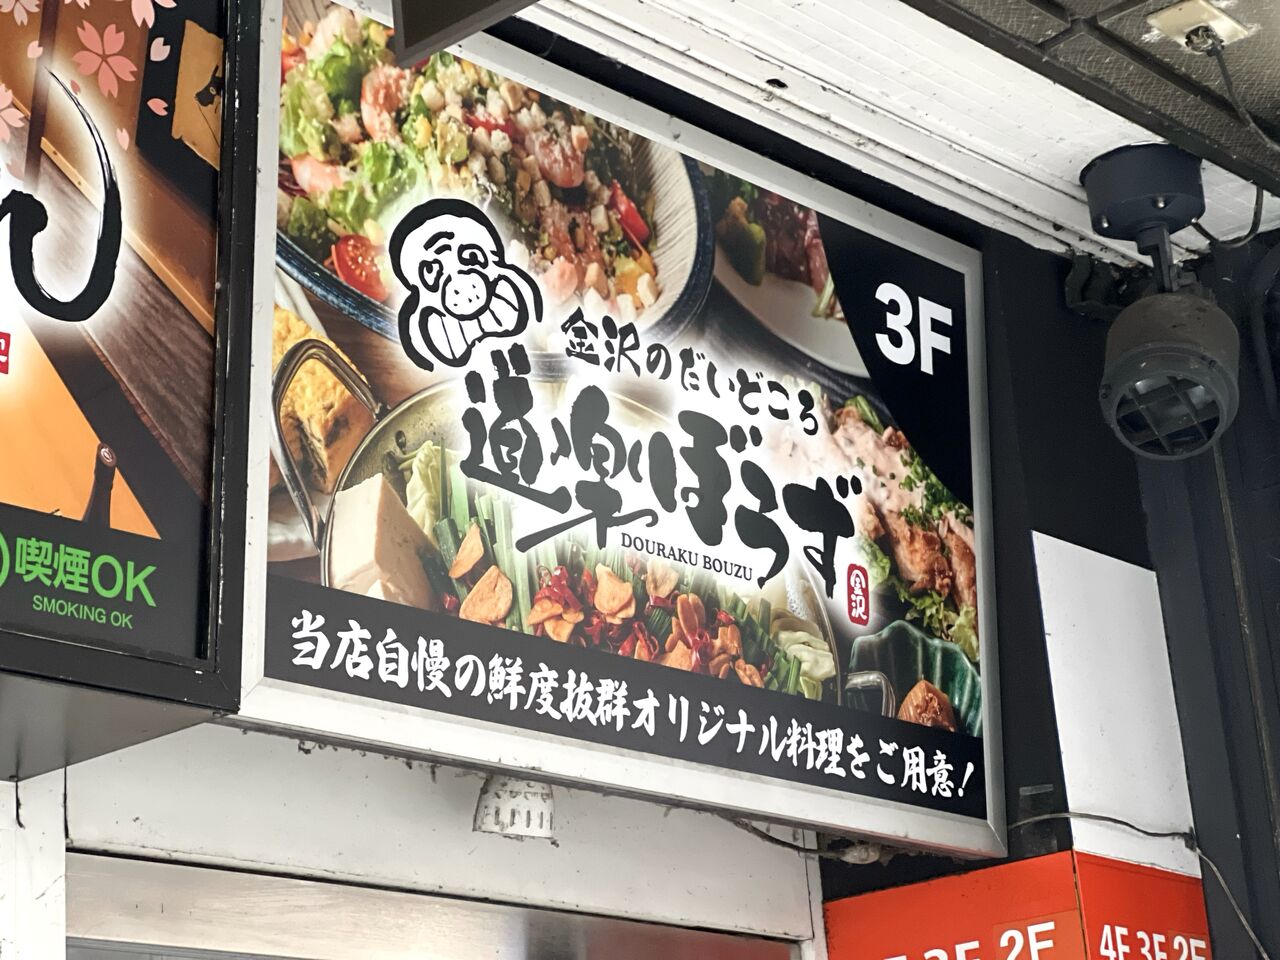 喫煙OK
SMOKING OK
3F
金沢のだいどころ
道楽ぼうず
DOURAKU BOUZU
金沢
当店自慢の鮮度抜群オリジナル料理をご用意!
3F 2F
4F 3F 2F